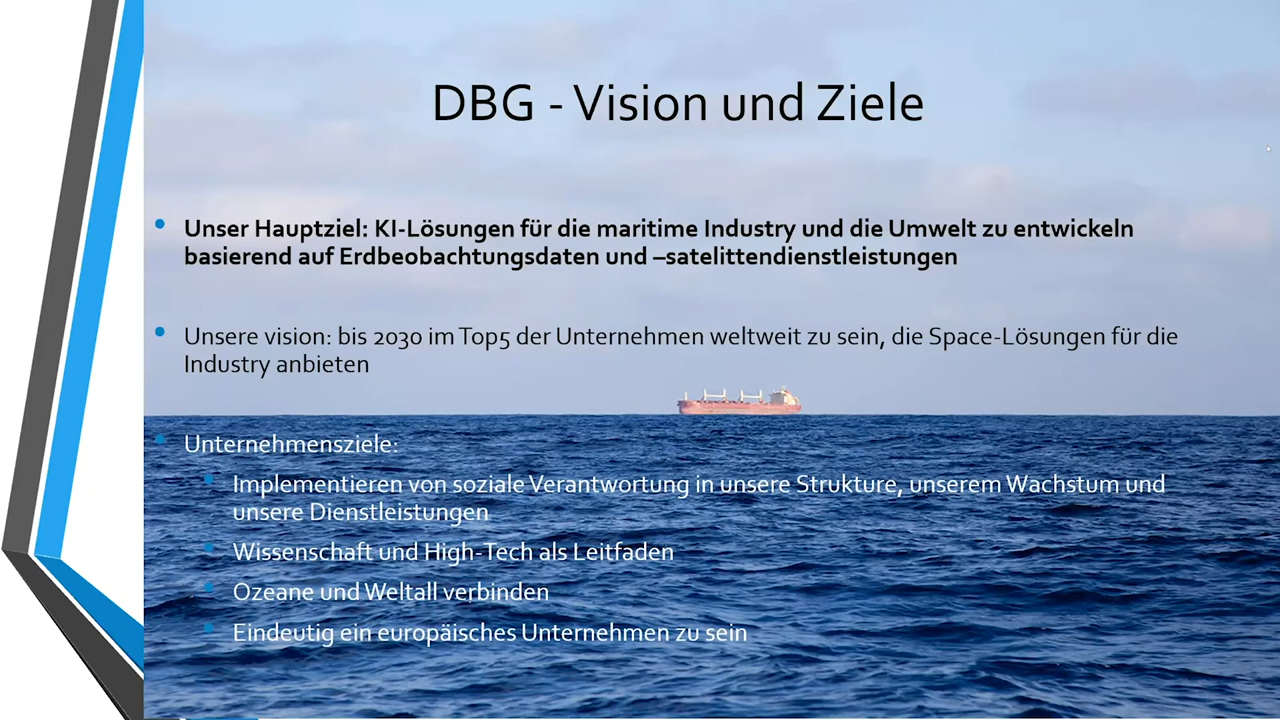 DBG - Vision und Ziele
• Unser Hauptziel: KI-Lösungen für die maritime Industry und die Umwelt zu entwickeln
basierend auf Erdbeobachtungsdaten und –satelittendienstleistungen
• Unsere vision: bis 2030 im Top5 der Unternehmen weltweit zu sein, die Space-Lösungen für die
Industry anbieten
• Unternehmensziele:
• Implementieren von soziale Verantwortung in unsere Strukture, unserem Wachstum und
unsere Dienstleistungen
• Wissenschaft und High-Tech als Leitfaden
• Ozeane und Weltall verbinden
• Eindeutig ein europäisches Unternehmen zu sein